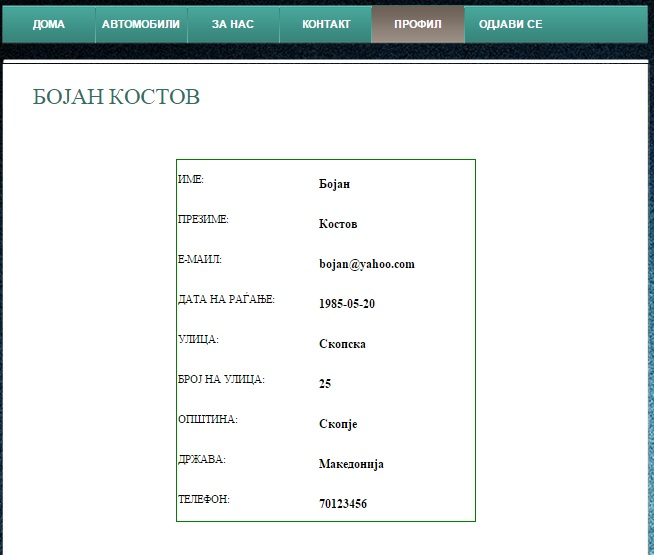 ДОМА АВТОМОБИЛИ ЗА НАС КОНТАКТ ПРОФИЛ ОДЈАВИ СЕ
БОЈАН КОСТОВ
ИМЕ: Бојан
ПРЕЗИМЕ: Костов
Е-МАИЛ: bojan@yahoo.com
ДАТА НА РАЃАЊЕ: 1985-05-20
УЛИЦА: Скопска
БРОЈ НА УЛИЦА: 25
ОПШТИНА: Скопје
ДРЖАВА: Македонија
ТЕЛЕФОН: 70123456